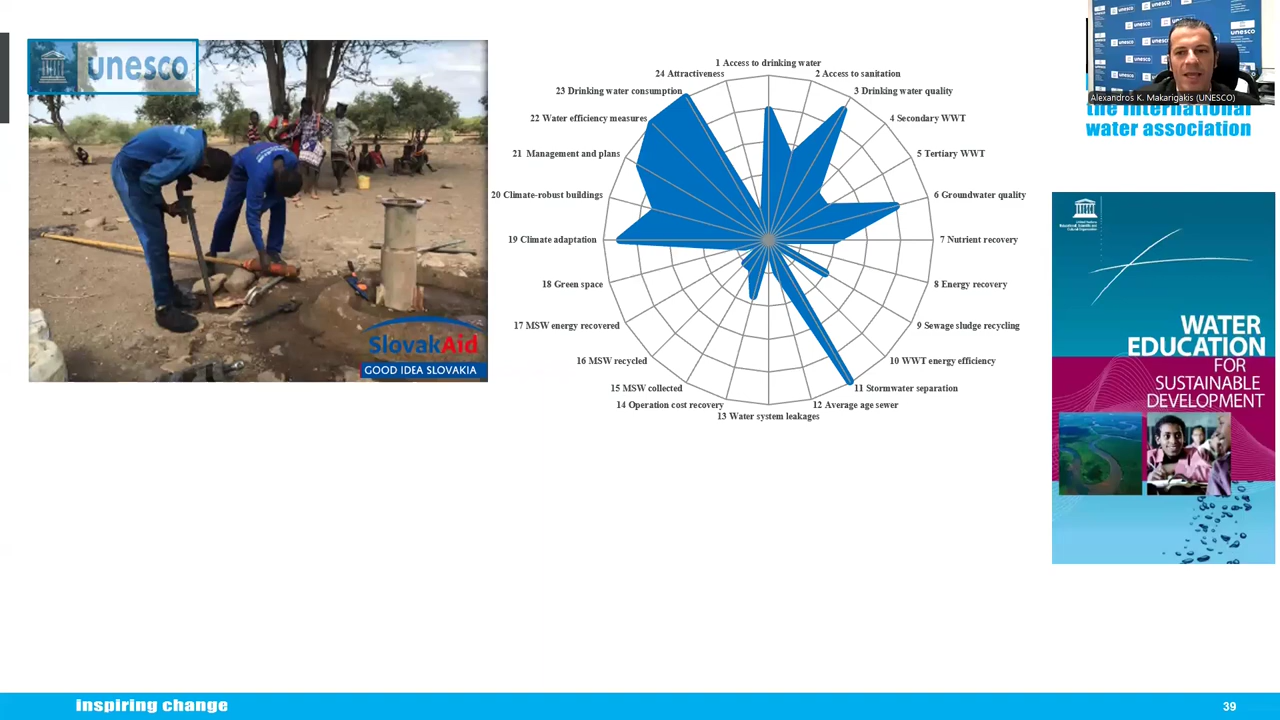 unesco
SlovakAid
GOOD IDEA SLOVAKIA
1 Access to drinking water
2 Access to sanitation
3 Drinking water quality
4 Secondary WWT
5 Tertiary WWT
6 Groundwater quality
7 Nutrient recovery
8 Energy recovery
9 Sewage sludge recycling
10 WWT energy efficiency
11 Stormwater separation
12 Average age sewer
13 Water system leakages
14 Operation cost recovery
15 MSW collected
16 MSW recycled
17 MSW energy recovered
18 Green space
19 Climate adaptation
20 Climate-robust buildings
21 Management and plans
22 Water efficiency measures
23 Drinking water consumption
24 Attractiveness
Alexandros K. Makarigakis (UNESCO)
the international
water association
WATER
EDUCATION
FOR
SUSTAINABLE
DEVELOPMENT
inspiring change
39